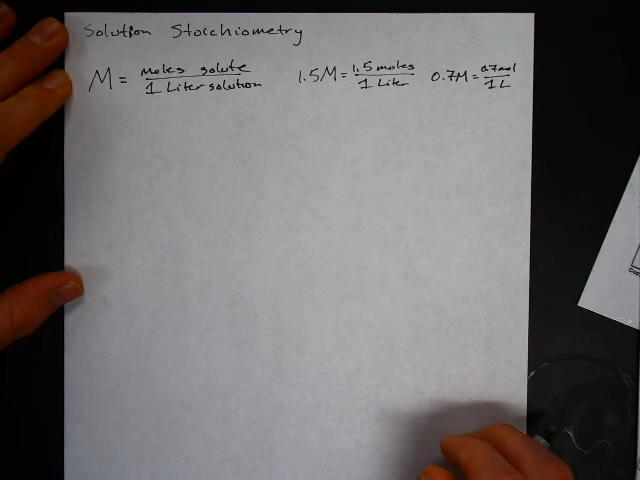 Solution Stoichiometry
M = moles solute / 1 Liter solution 1.5M = 1.5 moles / 1 Liter 0.7M = 0.7mol / 1L